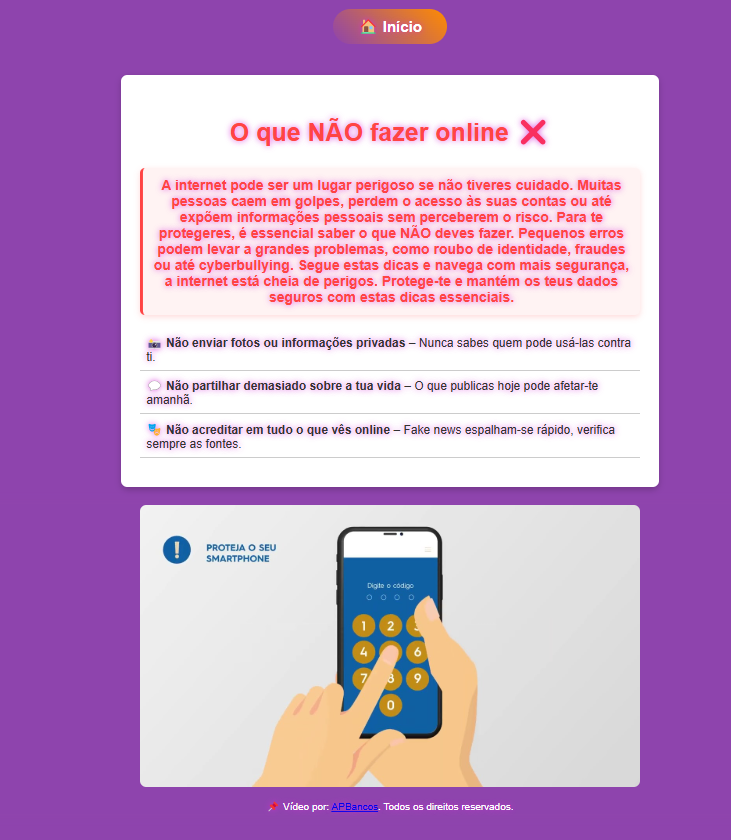 🏠 Início
O que NÃO fazer online ❌
A internet pode ser um lugar perigoso se não tiveres cuidado. Muitas
pessoas caem em golpes, perdem o acesso às suas contas ou até
expõem informações pessoais sem perceberem o risco. Para te
protegeres, é essencial saber o que NÃO deves fazer. Pequenos erros
podem levar a grandes problemas, como roubo de identidade, fraudes
ou até cyberbullying. Segue estas dicas e navega com mais segurança,
a internet está cheia de perigos. Protege-te e mantém os teus dados
seguros com estas dicas essenciais.
📸 Não enviar fotos ou informações privadas – Nunca sabes quem pode usá-las contra
ti.
💬 Não partilhar demasiado sobre a tua vida – O que publicas hoje pode afetar-te
amanhã.
🎭 Não acreditar em tudo o que vês online – Fake news espalham-se rápido, verifica
sempre as fontes.
PROTEJA O SEU
SMARTPHONE
Digite o código
1 2 3
4 6
7 8 9
0
📌 Vídeo por: APBancos. Todos os direitos reservados.